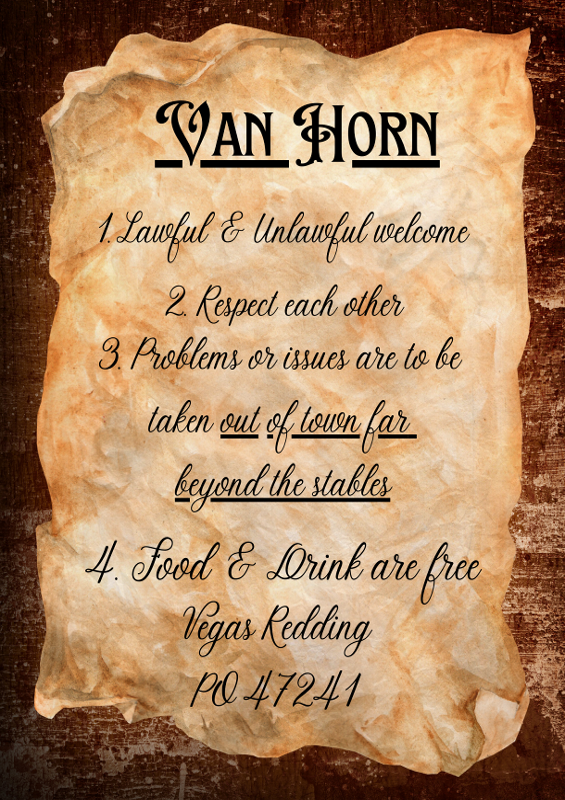 Van Horn
1. Lawful & Unlawful welcome
2. Respect each other
3. Problems or issues are to be
taken out of town far
beyond the stables
4. Food & Drink are free
Vegas Redding
PO 47241